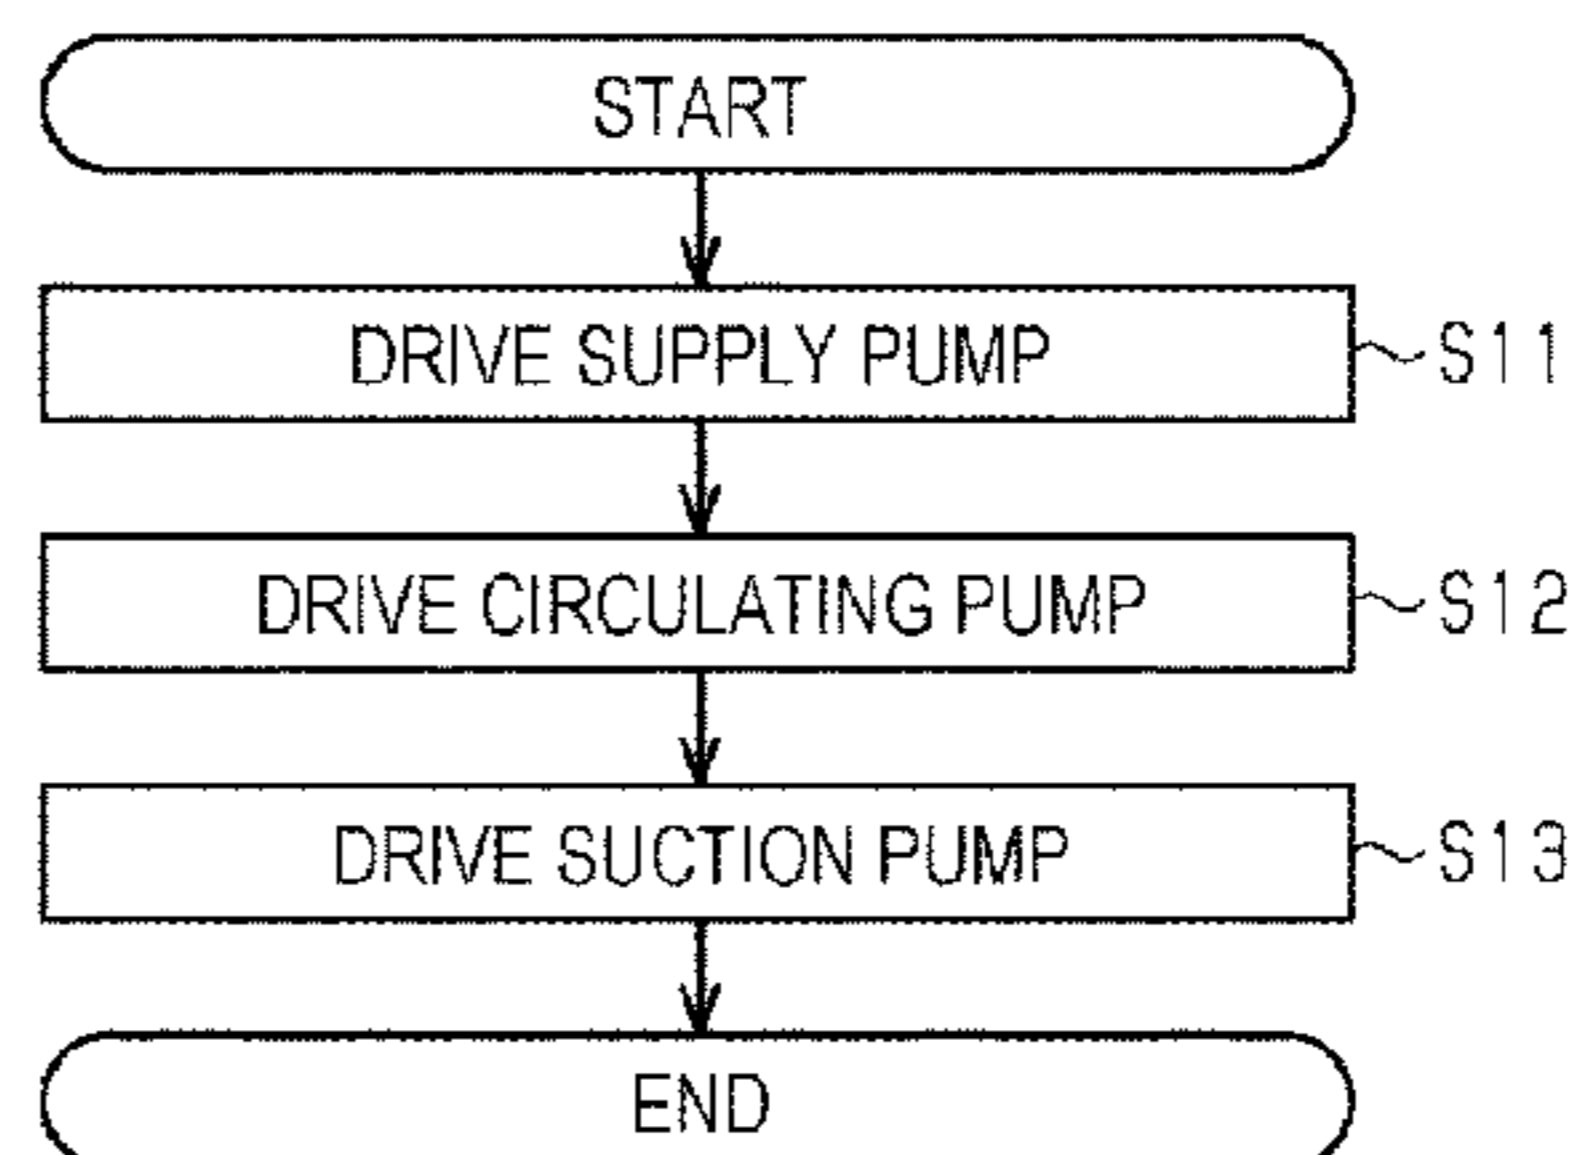 START
DRIVE SUPPLY PUMP
S11
DRIVE CIRCULATING PUMP
S12
DRIVE SUCTION PUMP
S13
END